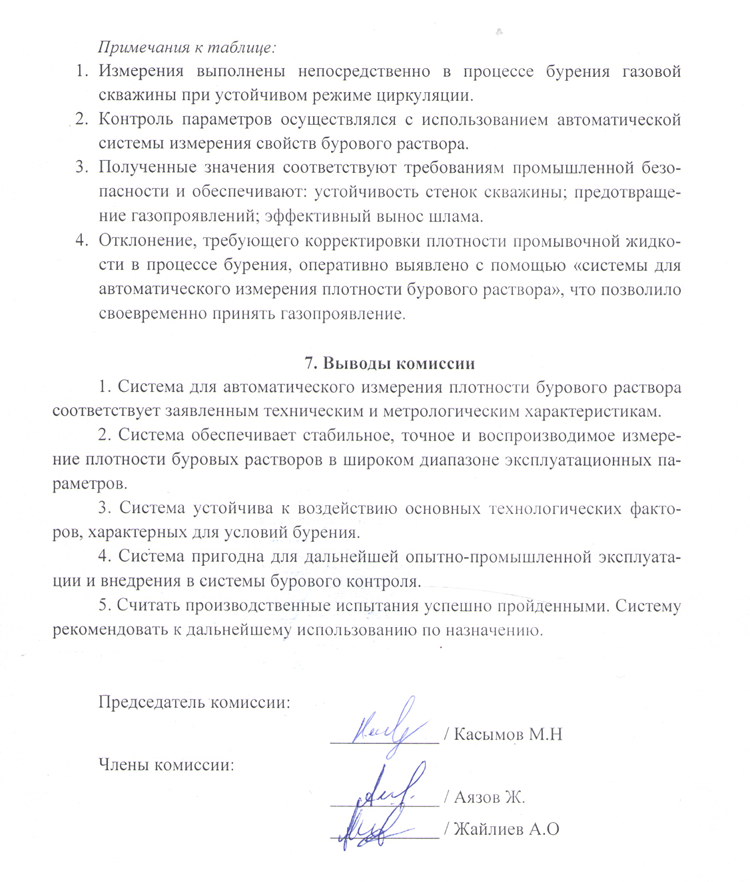 Примечания к таблице:
1. Измерения выполнены непосредственно в процессе бурения газовой
скважины при устойчивом режиме циркуляции.
2. Контроль параметров осуществлялся с использованием автоматической
системы измерения свойств бурового раствора.
3. Полученные значения соответствуют требованиям промышленной безо-
пасности и обеспечивают: устойчивость стенок скважины; предотвраще-
ние газопроявлений; эффективный вынос шлама.
4. Отклонение, требующего корректировки плотности промывочной жидко-
сти в процессе бурения, оперативно выявлено с помощью «системы для
автоматического измерения плотности бурового раствора», что позволило
своевременно принять газопроявление.
7. Выводы комиссии
1. Система для автоматического измерения плотности бурового раствора
соответствует заявленным техническим и метрологическим характеристикам.
2. Система обеспечивает стабильное, точное и воспроизводимое измере-
ние плотности буровых растворов в широком диапазоне эксплуатационных па-
раметров.
3. Система устойчива к воздействию основных технологических факто-
ров, характерных для условий бурения.
4. Система пригодна для дальнейшей опытно-промышленной эксплуата-
ции и внедрения в системы бурового контроля.
5. Считать производственные испытания успешно пройденными. Систему
рекомендовать к дальнейшему использованию по назначению.
Председатель комиссии:
____________ / Касымов М.Н
Члены комиссии:
____________ / Аязов Ж.
____________ / Жайлиев А.О